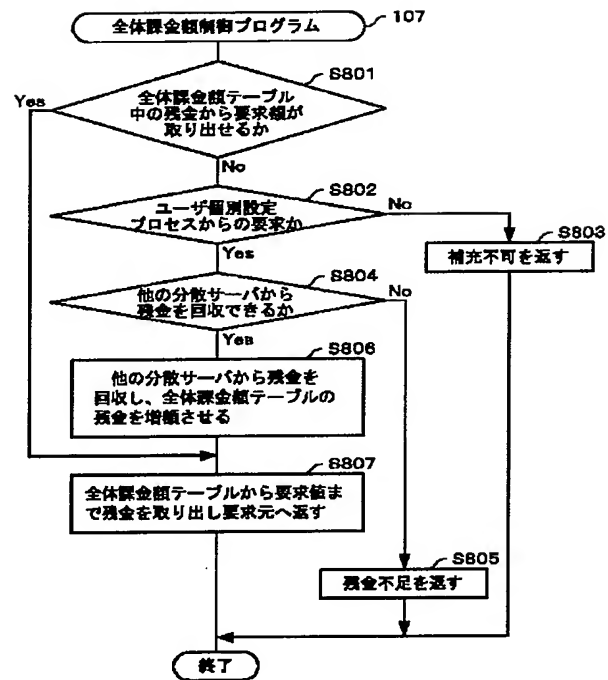 全体課金額制御プログラム
107
S801
全体課金額テーブル
中の残金から要求額が
取り出せるか
Yes
No
S802
ユーザ個別設定
プロセスからの要求か
No
Yes
S803
補充不可を返す
S804
他の分散サーバから
残金を回収できるか
No
Yes
S806
他の分散サーバから残金を
回収し、全体課金額テーブルの
残金を増額させる
S807
全体課金額テーブルから要求値ま
で残金を取り出し要求元へ返す
S805
残金不足を返す
終了